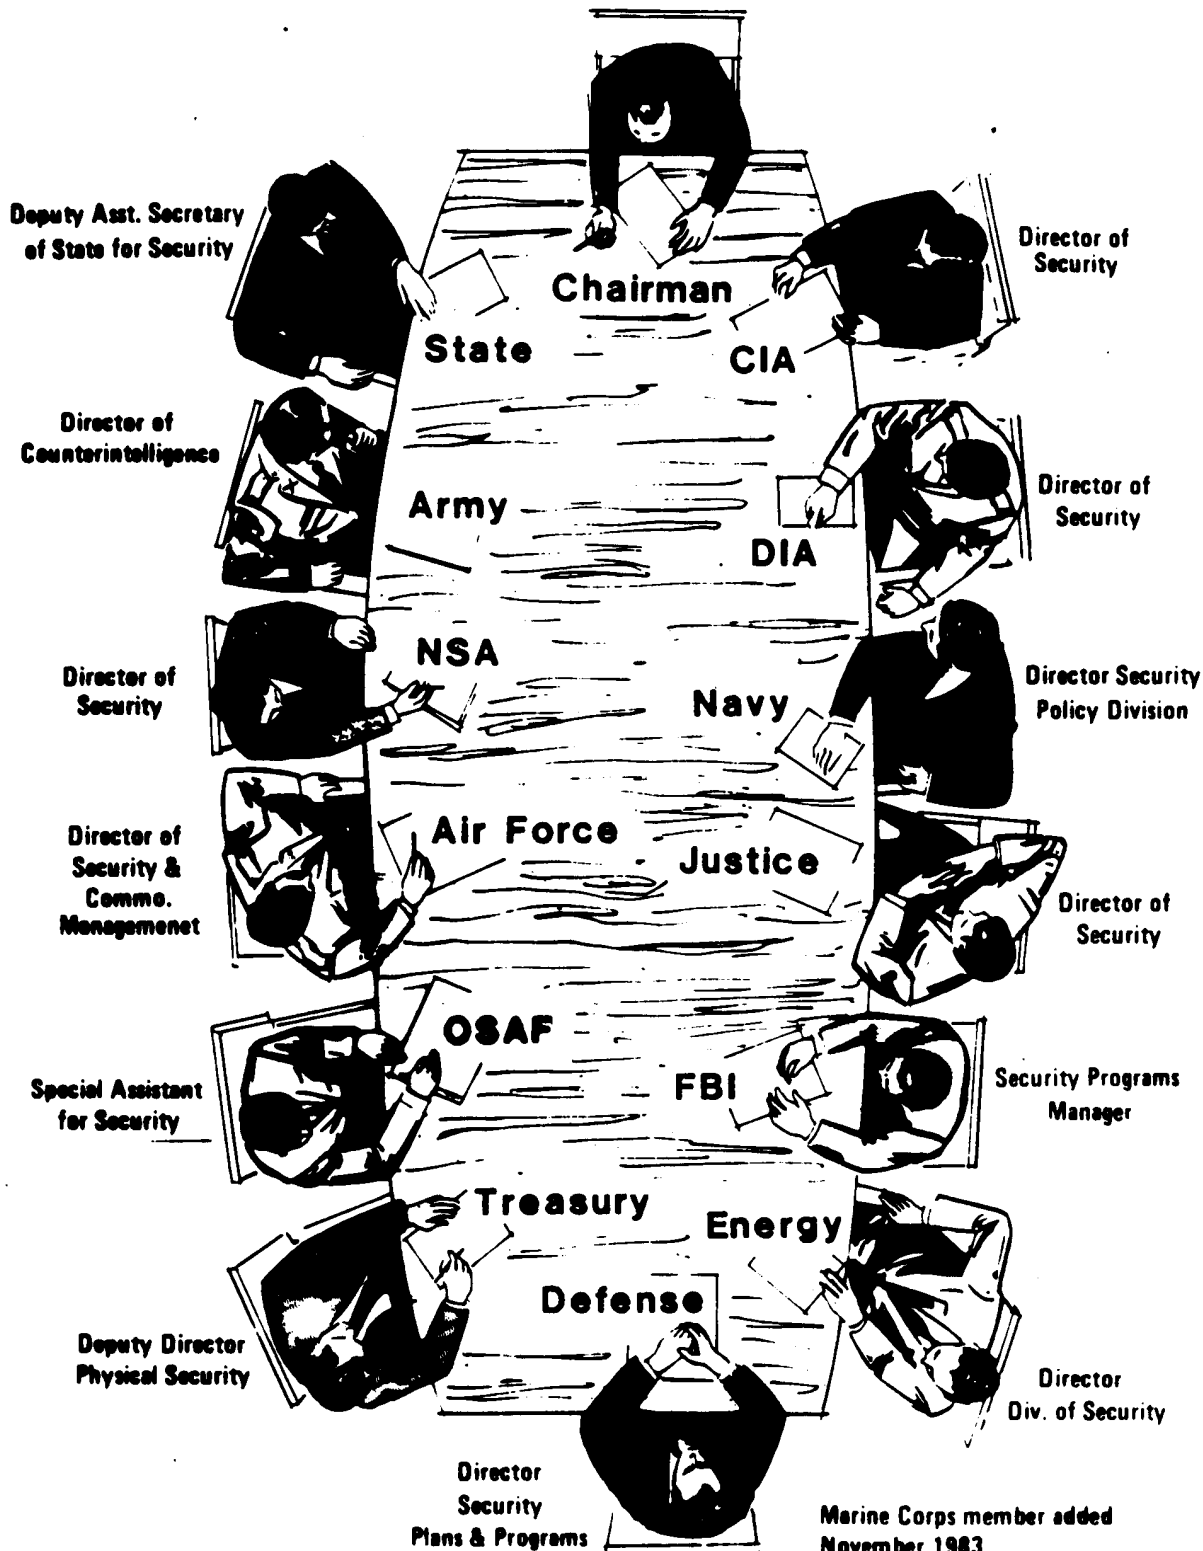 Chairman
Deputy Asst. Secretary
of State for Security
State
CIA
Director of
Security
Director of
Counterintelligence
Army
DIA
Director of
Security
Director of
Security
NSA
Navy
Director Security
Policy Division
Director of
Security &
Commo.
Managemenet
Air Force
Justice
Director of
Security
Special Assistant
for Security
OSAF
FBI
Security Programs
Manager
Deputy Director
Physical Security
Treasury
Energy
Director
Div. of Security
Defense
Director
Security
Plans & Programs
Marine Corps member added
November 1983